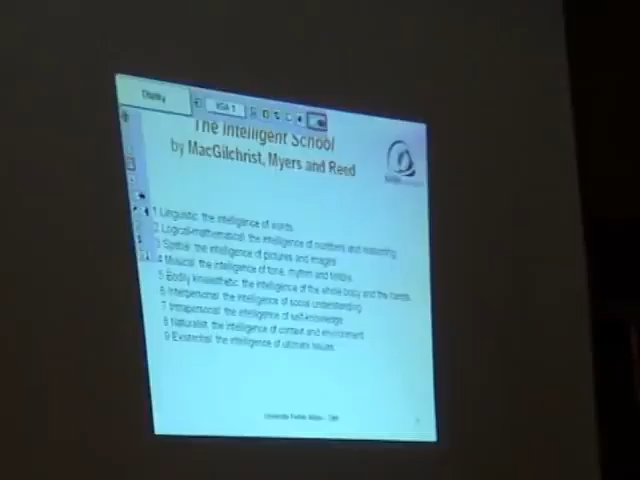 Display
VGA 1
The Intelligent School
by MacGilchrist, Myers and Reed
1 Linguistic: the intelligence of words
2 Logical-mathematical: the intelligence of numbers and reasoning
3 Spatial: the intelligence of pictures and images
4 Musical: the intelligence of tone, rhythm and timbre
5 Bodily kinaesthetic: the intelligence of the whole body and the hands
6 Interpersonal: the intelligence of social understanding
7 Intrapersonal: the intelligence of self-knowledge
8 Naturalist: the intelligence of context and environment
9 Existential: the intelligence of ultimate issues